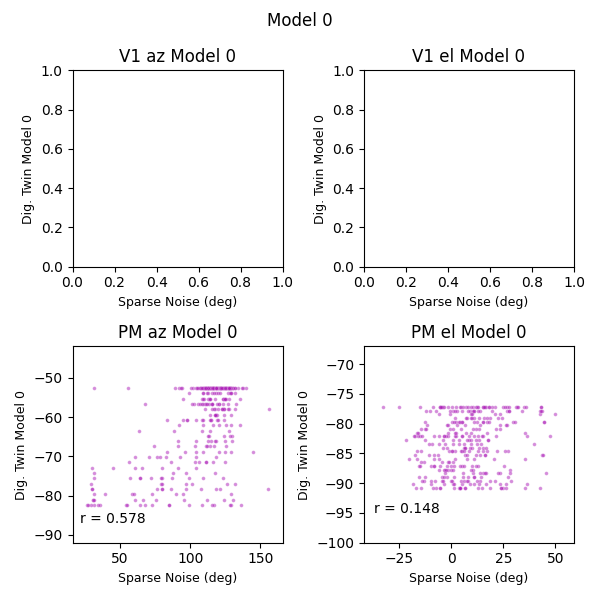 Model 0
V1 az Model 0
V1 el Model 0
1.0
0.8
0.6
0.4
0.2
0.0
Dig. Twin Model 0
0.0 0.2 0.4 0.6 0.8 1.0
Sparse Noise (deg)
1.0
0.8
0.6
0.4
0.2
0.0
Dig. Twin Model 0
0.0 0.2 0.4 0.6 0.8 1.0
Sparse Noise (deg)
PM az Model 0
PM el Model 0
−50
−60
−70
−80
−90
Dig. Twin Model 0
r = 0.578
50 100 150
Sparse Noise (deg)
−70
−75
−80
−85
−90
−95
−100
Dig. Twin Model 0
r = 0.148
−25 0 25 50
Sparse Noise (deg)